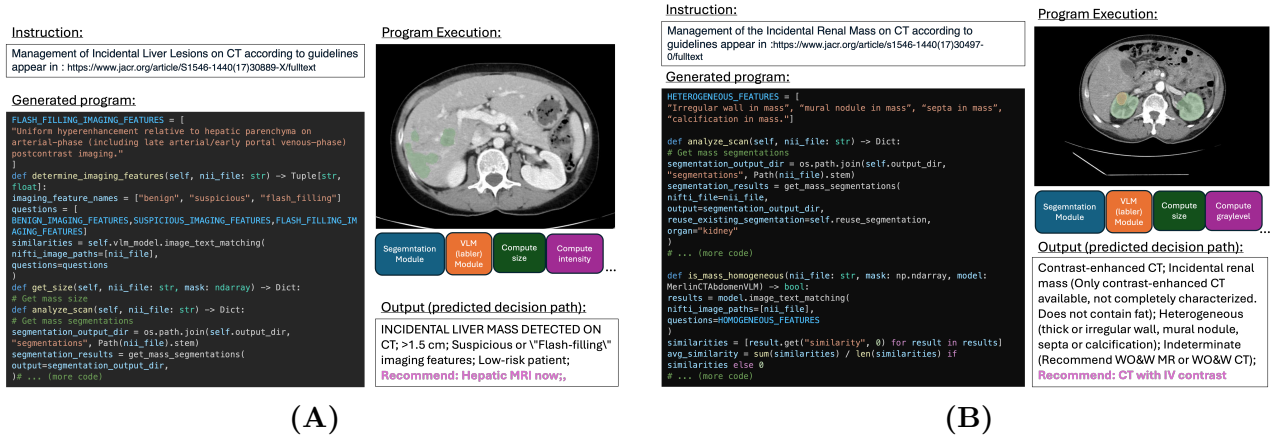 Instruction:
Management of Incidental Liver Lesions on CT according to guidelines
appear in : https://www.jacr.org/article/S1546-1440(17)30889-X/fulltext
Generated program:
FLASH_FILLING_IMAGING_FEATURES = [
"Uniform hyperenhancement relative to hepatic parenchyma on
arterial-phase (including late arterial/early portal venous-phase)
postcontrast imaging."
]
def determine_imaging_features(self, nii_file: str) -> Tuple[str,
float]:
imaging_feature_names = ["benign", "suspicious", "flash_filling"]
questions = [
BENIGN_IMAGING_FEATURES,SUSPICIOUS_IMAGING_FEATURES,FLASH_FILLING_IM
AGING_FEATURES]
similarities = self.vlm_model.image_text_matching(
nifti_image_paths=[nii_file],
questions=questions
)
def get_size(self, nii_file: str, mask: ndarray) -> Dict:
# Get mass size
def analyze_scan(self, nii_file: str) -> Dict:
# Get mass segmentations
segmentation_output_dir = os.path.join(self.output_dir,
"segmentations", Path(nii_file).stem)
segmentation_results = get_mass_segmentations(
output=segmentation_output_dir,
)# ... (more code)
Program Execution:
Segemntation
Module
VLM
(labler)
Module
Compute
size
Compute
intensity
...
Output (predicted decision path):
INCIDENTAL LIVER MASS DETECTED ON
CT; >1.5 cm; Suspicious or \"Flash-filling\"
imaging features; Low-risk patient;
Recommend: Hepatic MRI now;,
(A)
Instruction:
Management of the Incidental Renal Mass on CT according to
guidelines appear in :https://www.jacr.org/article/s1546-1440(17)30497-
0/fulltext
Generated program:
HETEROGENEOUS_FEATURES = [
"Irregular wall in mass", "mural nodule in mass", "septa in mass",
"calcification in mass."]
def analyze_scan(self, nii_file: str) -> Dict:
# Get mass segmentations
segmentation_output_dir = os.path.join(self.output_dir,
"segmentations", Path(nii_file).stem)
segmentation_results = get_mass_segmentations(
nifti_file=nii_file,
output=segmentation_output_dir,
reuse_existing_segmentation=self.reuse_segmentation,
organ="kidney"
)
# ... (more code)
def is_mass_homogeneous(nii_file: str, mask: np.ndarray, model:
MerlinCTAbdomenVLM) -> bool:
results = model.image_text_matching(
nifti_image_paths=[nii_file],
questions=HOMOGENEOUS_FEATURES
)
similarities = [result.get("similarity", 0) for result in results]
avg_similarity = sum(similarities) / len(similarities) if
similarities else 0
# ... (more code)
Program Execution:
Segemntation
Module
VLM
(labler)
Module
Compute
size
Compute
graylevel
...
Output (predicted decision path):
Contrast-enhanced CT; Incidental renal
mass (Only contrast-enhanced CT
available, not completely characterized.
Does not contain fat); Heterogeneous
(thick or irregular wall, mural nodule,
septa or calcification); Indeterminate
(Recommend WO&W MR or WO&W CT);
Recommend: CT with IV contrast
(B)